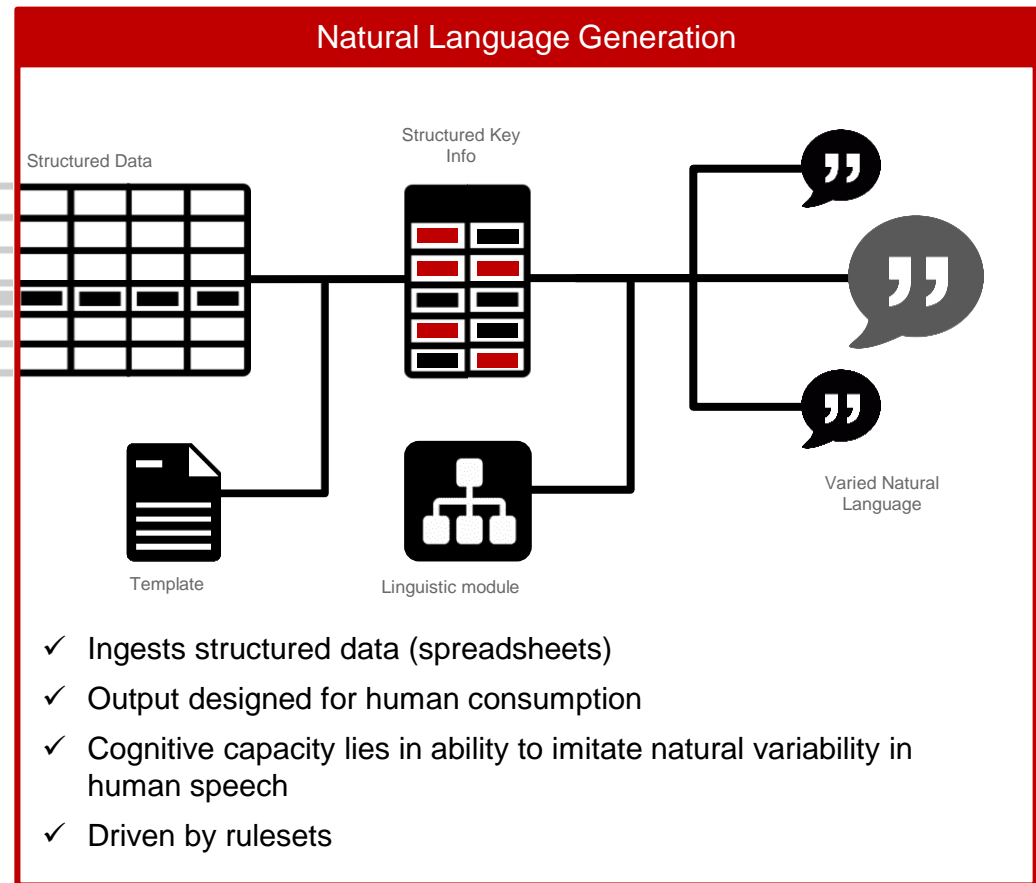 Natural Language Generation
Structured Data
Structured Key
Info
Template
Linguistic module
Varied Natural
Language
✓ Ingests structured data (spreadsheets)
✓ Output designed for human consumption
✓ Cognitive capacity lies in ability to imitate natural variability in
human speech
✓ Driven by rulesets